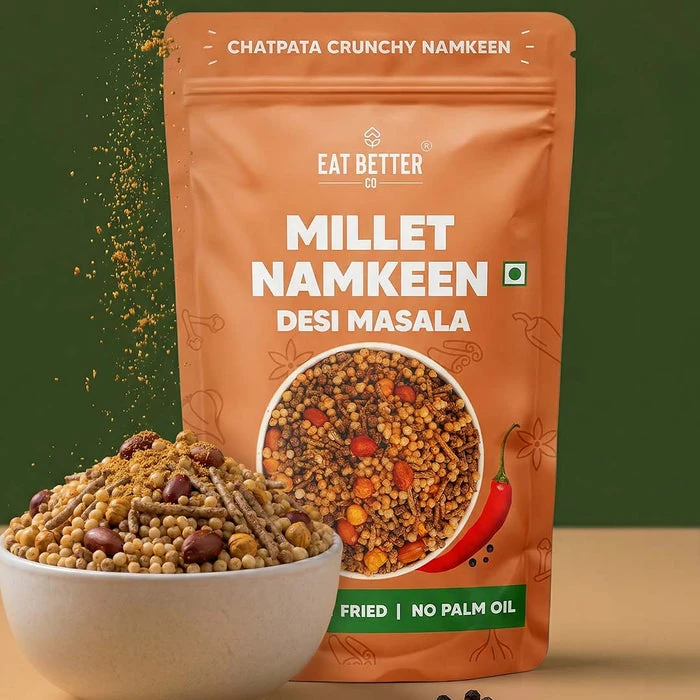 CHATPATA CRUNCHY NAMKEEN
EAT BETTER ®
CO
MILLET
NAMKEEN
DESI MASALA
FRIED | NO PALM OIL